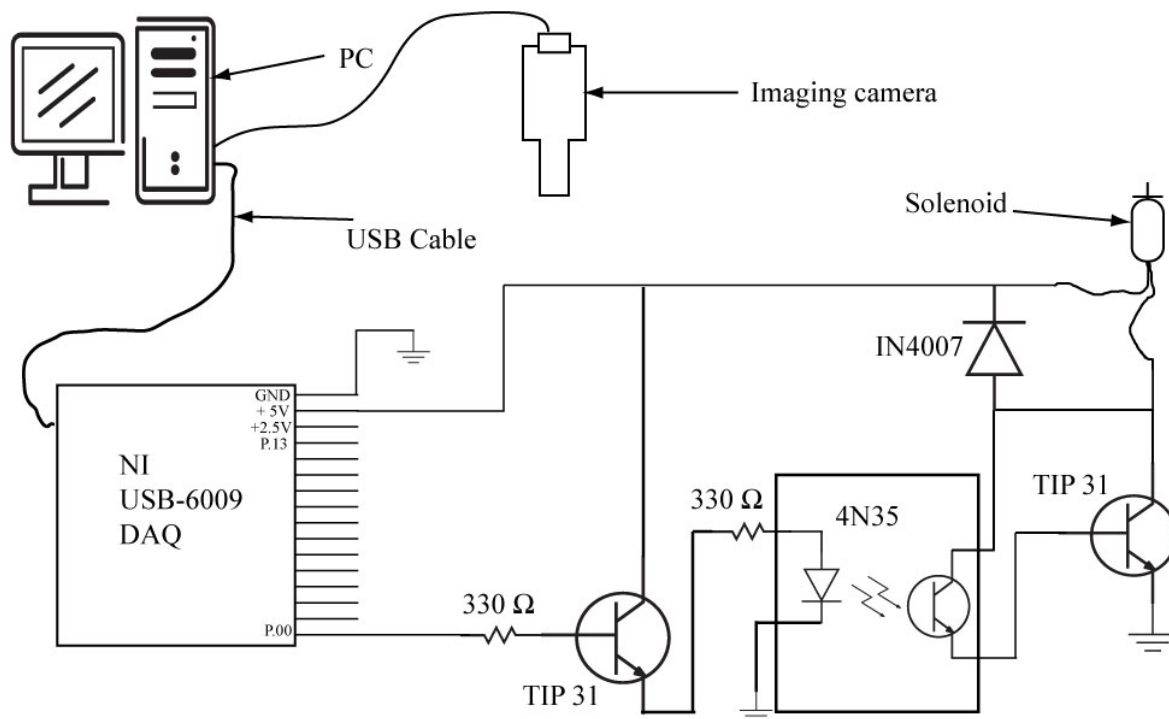 PC
Imaging camera
Solenoid
USB Cable
IN4007
GND
+ 5V
+2.5V
P.13
NI
USB-6009
DAQ
TIP 31
330 Ω
4N35
330 Ω
P.00
TIP 31